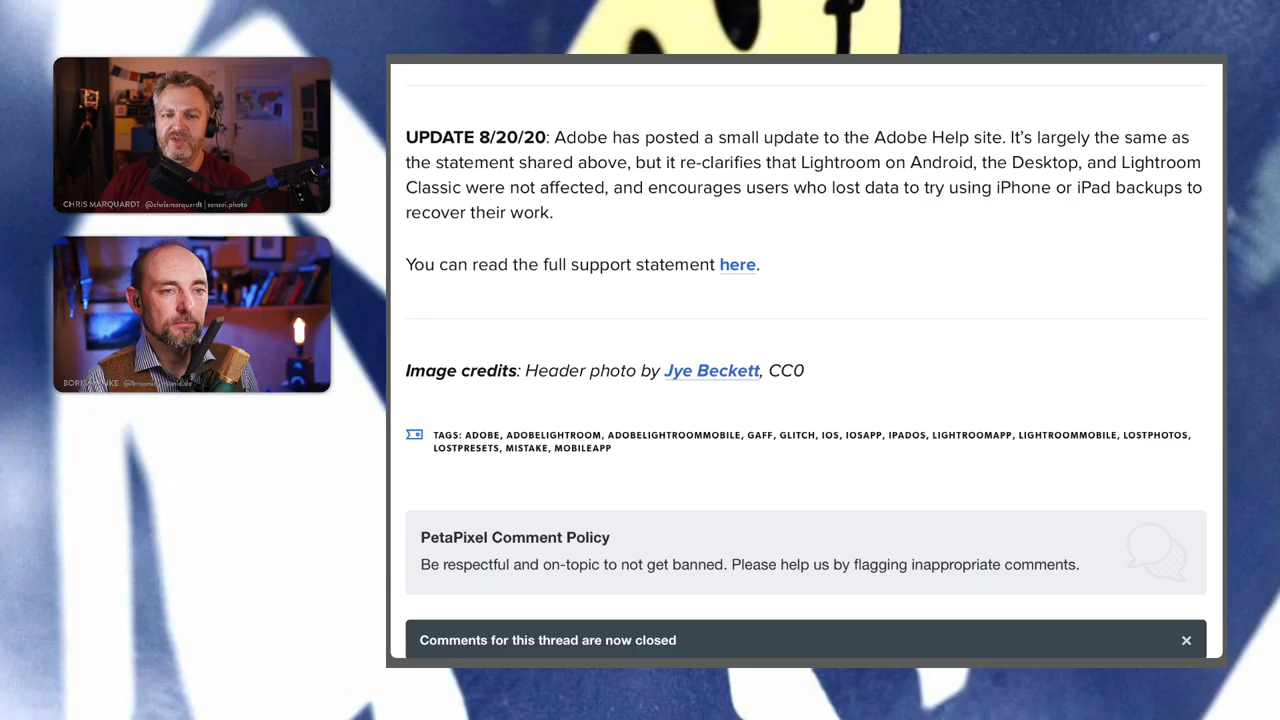 CHRIS MARQUARDT @chrismarquardt | sensei.photo
UPDATE 8/20/20: Adobe has posted a small update to the Adobe Help site. It’s largely the same as
the statement shared above, but it re-clarifies that Lightroom on Android, the Desktop, and Lightroom
Classic were not affected, and encourages users who lost data to try using iPhone or iPad backups to
recover their work.
You can read the full support statement here.
Image credits: Header photo by Jye Beckett, CC0
TAGS: ADOBE, ADOBELIGHTROOM, ADOBELIGHTROOMMOBILE, GAFF, GLITCH, IOS, IOSAPP, IPADOS, LIGHTROOMAPP, LIGHTROOMMOBILE, LOSTPHOTOS,
LOSTPRESETS, MISTAKE, MOBILEAPP
PetaPixel Comment Policy
Be respectful and on-topic to not get banned. Please help us by flagging inappropriate comments.
Comments for this thread are now closed